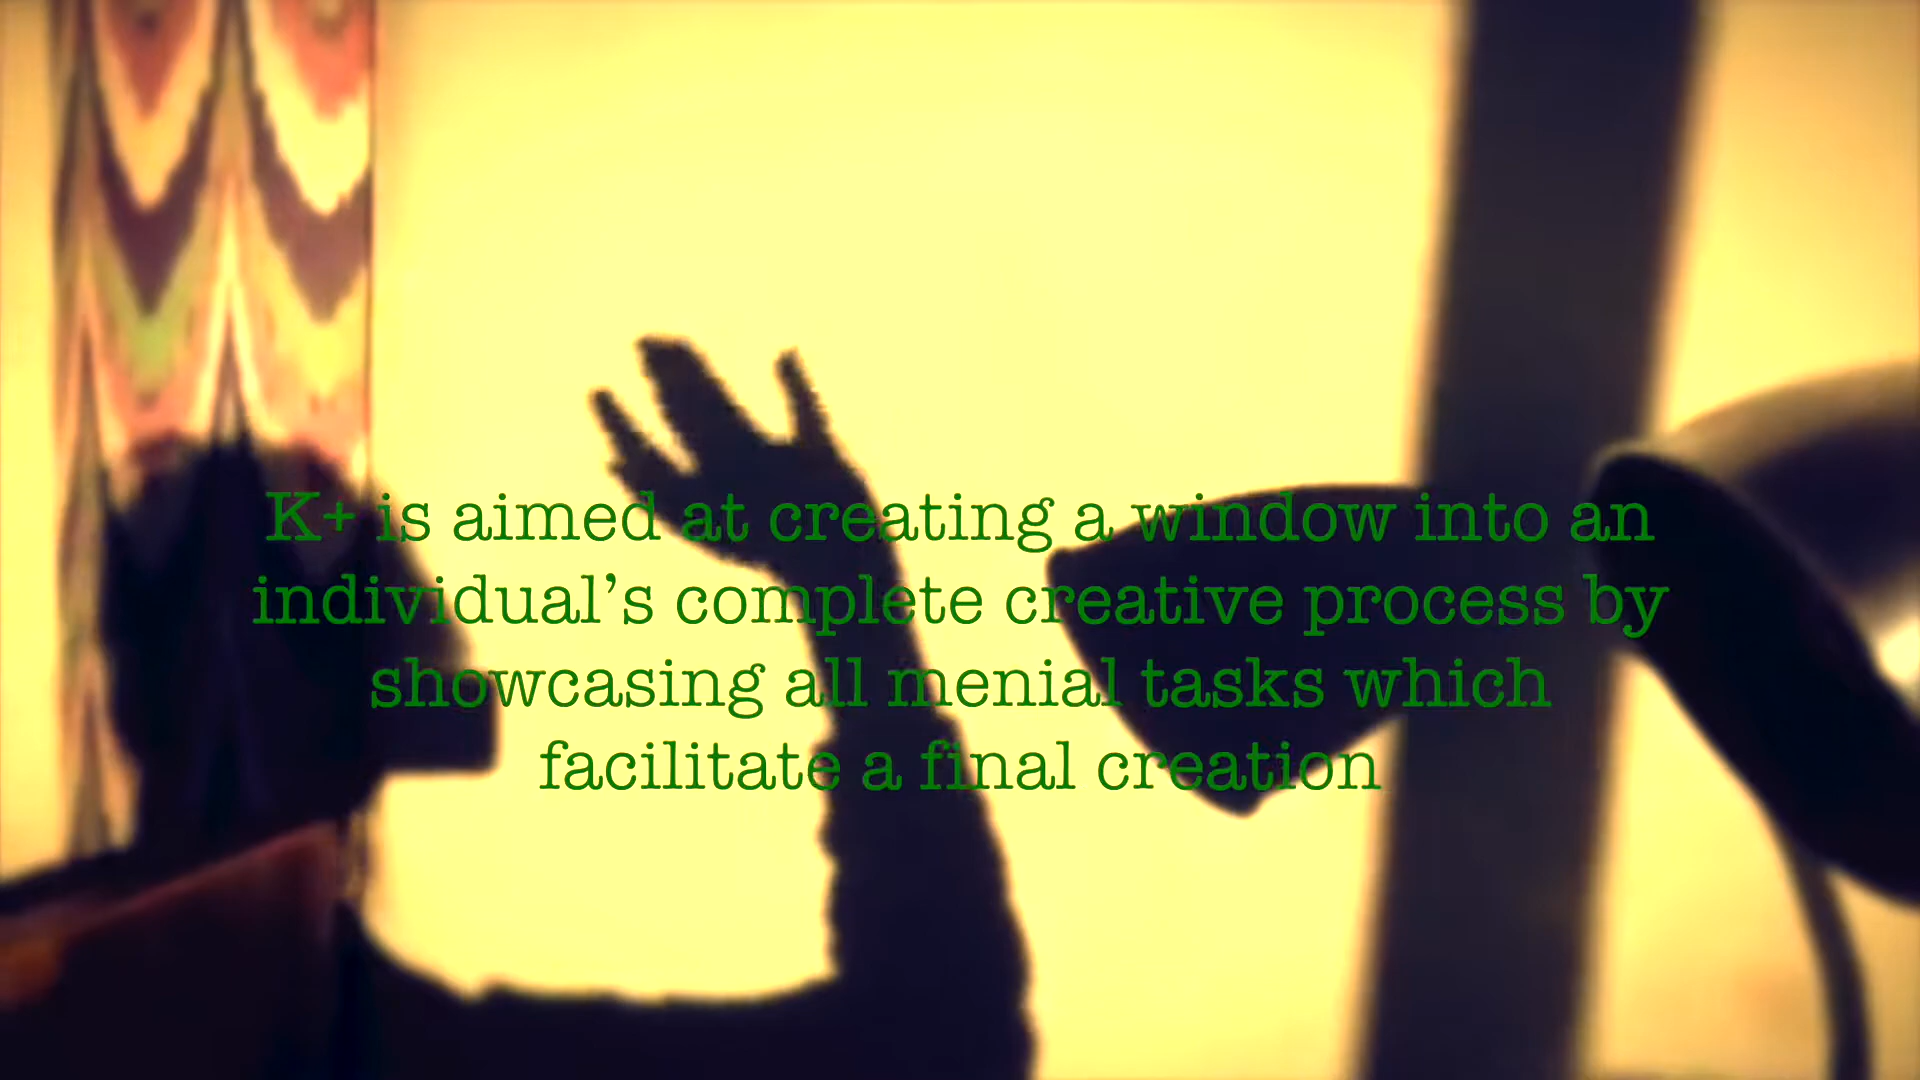 K+ is aimed at creating a window into an
individual’s complete creative process by
showcasing all menial tasks which
facilitate a final creation